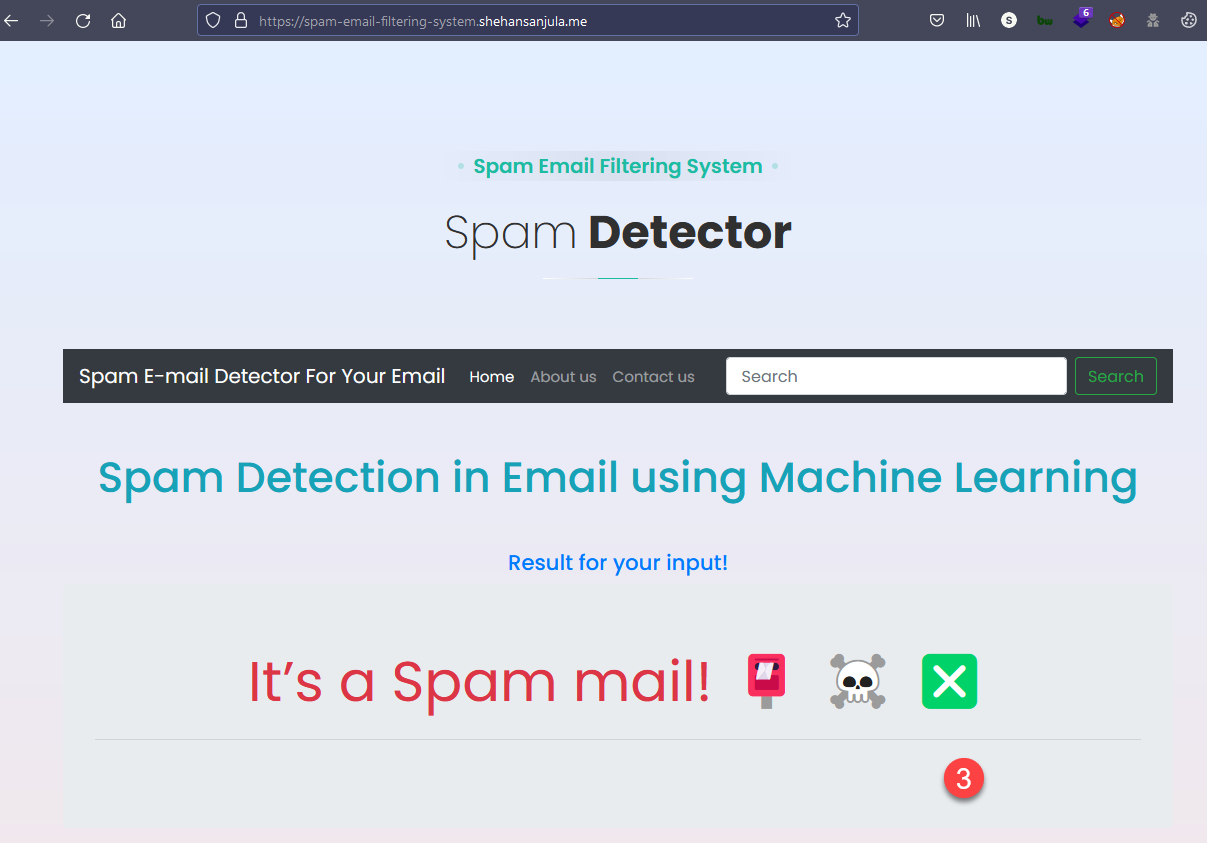 https://spam-email-filtering-system.shehansanjula.me
S
bw
6
Spam Email Filtering System
Spam Detector
Spam E-mail Detector For Your Email Home About us Contact us Search Search
Spam Detection in Email using Machine Learning
Result for your input!
It’s a Spam mail!
3